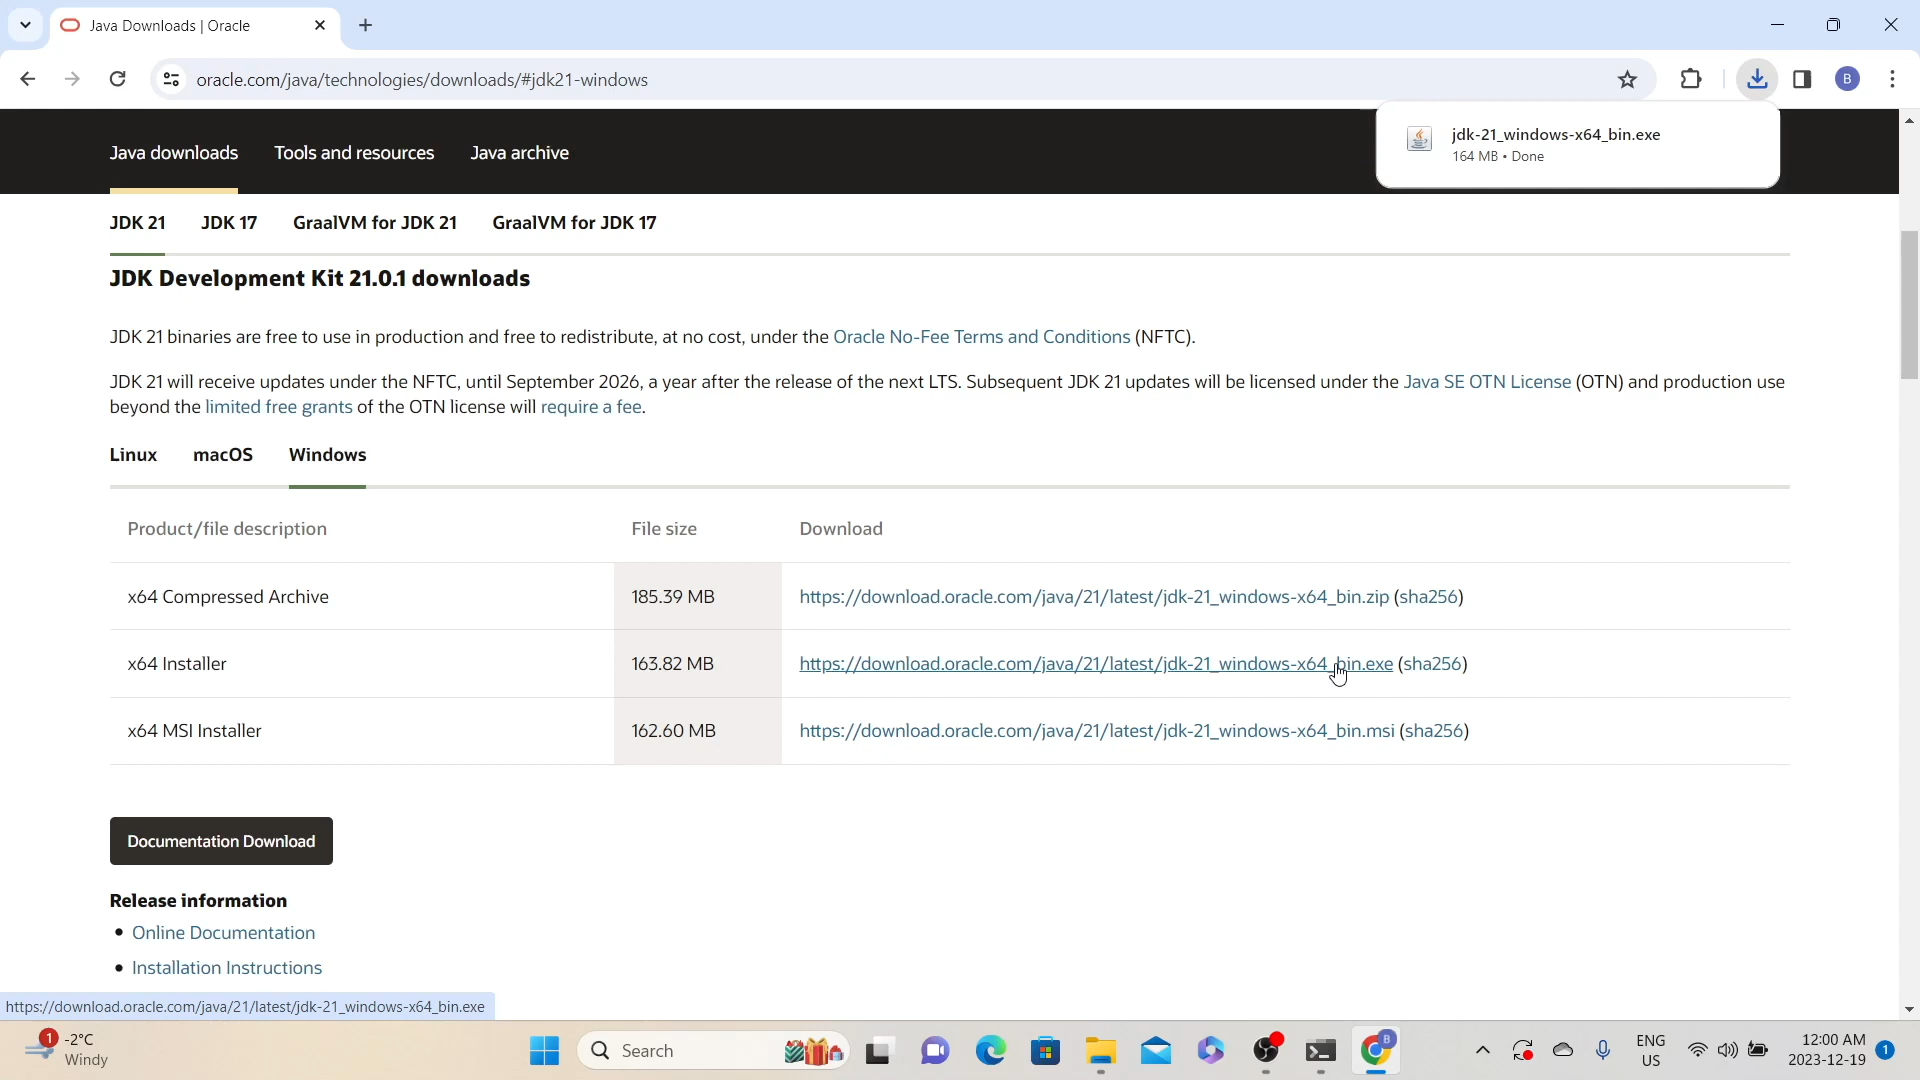 Java Downloads | Oracle
oracle.com/java/technologies/downloads/#jdk21-windows
B
jdk-21_windows-x64_bin.exe
164 MB • Done
Java downloads Tools and resources Java archive
JDK 21 JDK 17 GraalVM for JDK 21 GraalVM for JDK 17
JDK Development Kit 21.0.1 downloads
JDK 21 binaries are free to use in production and free to redistribute, at no cost, under the Oracle No-Fee Terms and Conditions (NFTC).
JDK 21 will receive updates under the NFTC, until September 2026, a year after the release of the next LTS. Subsequent JDK 21 updates will be licensed under the Java SE OTN License (OTN) and production use
beyond the limited free grants of the OTN license will require a fee.
Linux macOS Windows
Product/file description File size Download
x64 Compressed Archive 185.39 MB https://download.oracle.com/java/21/latest/jdk-21_windows-x64_bin.zip (sha256)
x64 Installer 163.82 MB https://download.oracle.com/java/21/latest/jdk-21_windows-x64_bin.exe (sha256)
x64 MSI Installer 162.60 MB https://download.oracle.com/java/21/latest/jdk-21_windows-x64_bin.msi (sha256)
Documentation Download
Release information
• Online Documentation
• Installation Instructions
https://download.oracle.com/java/21/latest/jdk-21_windows-x64_bin.exe
1 -2°C
Windy
Search
B
ENG
US
12:00 AM
2023-12-19
1